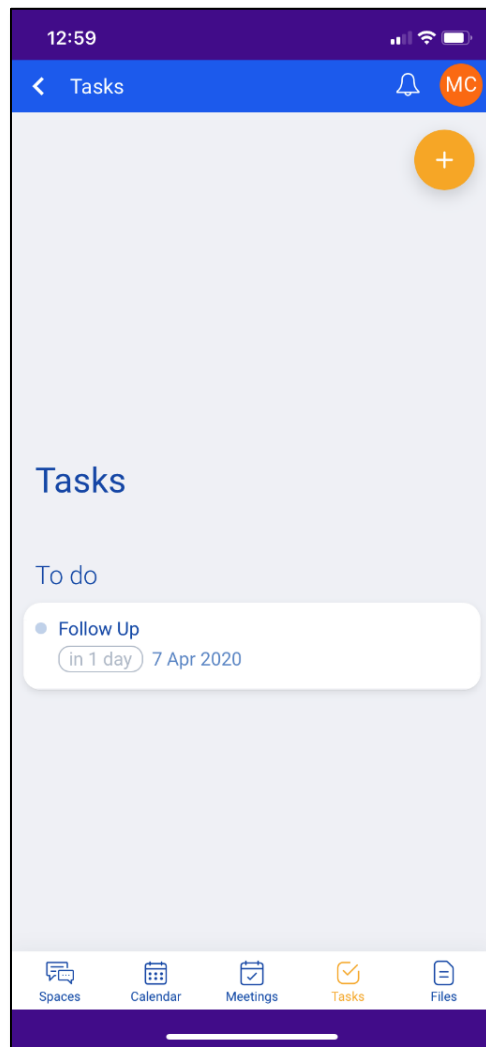 12:59
Tasks
MC
+
Tasks
To do
Follow Up
in 1 day 7 Apr 2020
Spaces Calendar Meetings Tasks Files